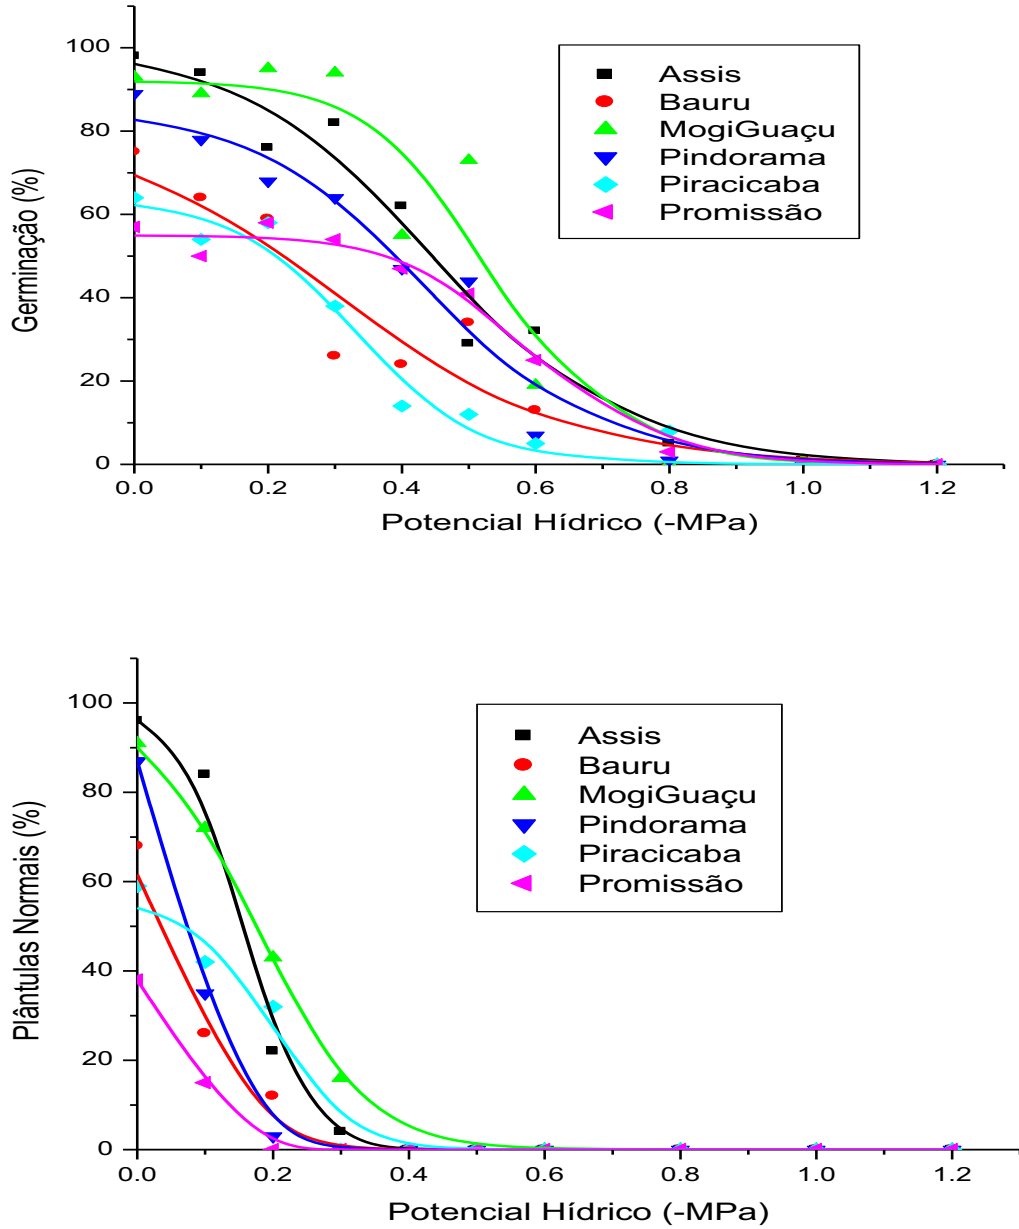 100
80
60
40
20
0
Germinação (%)
Assis
Bauru
MogiGuaçu
Pindorama
Piracicaba
Promissão
0.0 0.2 0.4 0.6 0.8 1.0 1.2
Potencial Hídrico (-MPa)
100
80
60
40
20
0
Plântulas Normais (%)
Assis
Bauru
MogiGuaçu
Pindorama
Piracicaba
Promissão
0.0 0.2 0.4 0.6 0.8 1.0 1.2
Potencial Hídrico (-MPa)